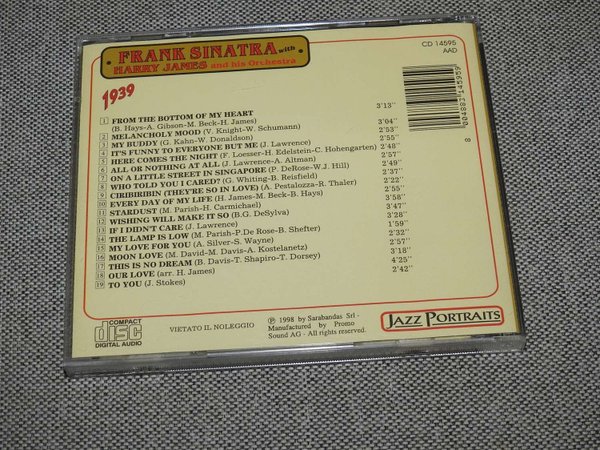 FRANK SINATRA with
HARRY JAMES and his Orchestra
CD 14595
AAD
1939
1 FROM THE BOTTOM OF MY HEART
(B. Hays-A. Gibson-M. Beck-H. James) 3'13"
2 MELANCHOLY MOOD (V. Knight-W. Schumann) 3'04"
3 MY BUDDY (G. Kahn-W. Donaldson) 2'53"
4 IT'S FUNNY TO EVERYONE BUT ME (J. Lawrence) 2'55"
5 HERE COMES THE NIGHT (F. Loesser-H. Edelstein-C. Hohengarten) 2'48"
6 ALL OR NOTHING AT ALL (J. Lawrence-A. Altman) 2'57"
7 ON A LITTLE STREET IN SINGAPORE (P. DeRose-W.J. Hill) 2'48"
8 WHO TOLD YOU I CARED? (G. Whiting-B. Reisfield) 2'37"
9 CIRIBIRIBIN (THEY'RE SO IN LOVE) (A. Pestalozza-R. Thaler) 2'22"
10 EVERY DAY OF MY LIFE (H. James-M. Beck-B. Hays) 2'55"
11 STARDUST (M. Parish-H. Carmichael) 3'58"
12 WISHING WILL MAKE IT SO (B.G. DeSylva) 3'47"
13 IF I DIDN'T CARE (J. Lawrence) 3'28"
14 THE LAMP IS LOW (M. Parish-P.De Rose-B. Shefter) 1'59"
15 MY LOVE FOR YOU (A. Silver-S. Wayne) 2'32"
16 MOON LOVE (M. David-M. Davis-A. Kostelanetz) 2'57"
17 THIS IS NO DREAM (B. Davis-T. Shapiro-T. Dorsey) 3'18"
18 OUR LOVE (arr. H. James) 4'25"
19 TO YOU (J. Stokes) 2'42"
8 004883 145959
COMPACT
disc
DIGITAL AUDIO
VIETATO IL NOLEGGIO
℗ 1998 by Sarabandas Srl -
Manufactured by Promo
Sound AG - All rights reserved.
JAZZ PORTRAITS